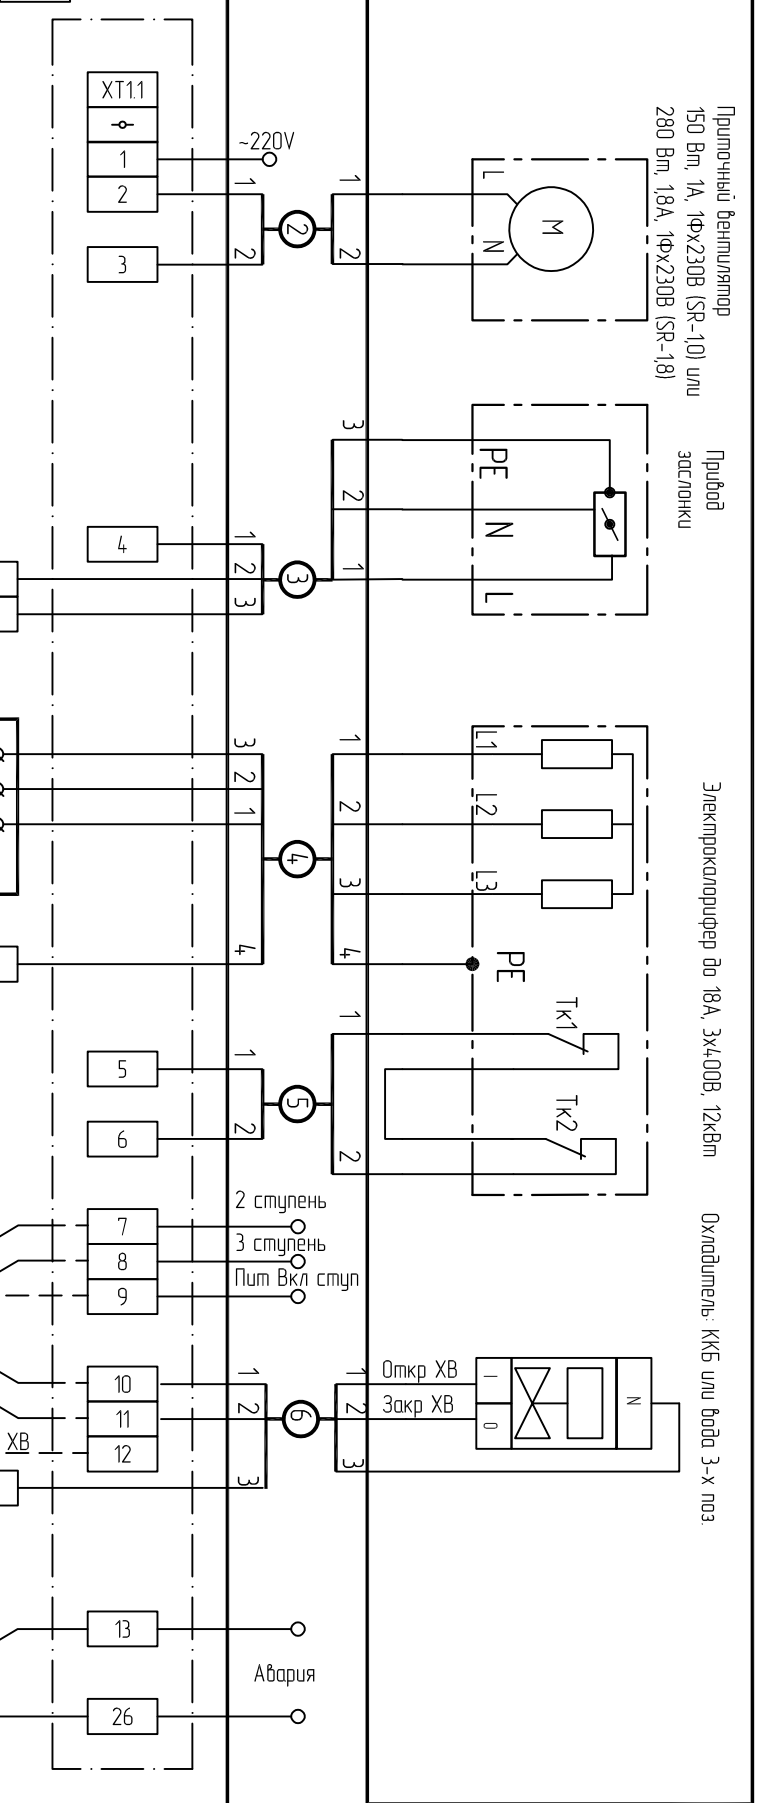 XT1.1
1
~220V
2
1
2
3
2
1
2
L
N
M
Приточный вентилятор
150 Вт, 1А, 1Фх230В (SR-1,0) или
280 Вт, 1,8А, 1Фх230В (SR-1,8)
4
1
2
3
3
3
2
1
PE
N
L
Привод
заслонки
3
2
1
4
4
1
2
3
4
L1
L2
L3
PE
Электрокалорифер до 18А, 3х400В, 12кВт
5
6
1
2
5
1
2
Тк1
Тк2
7
2 ступень
8
3 ступень
9
Пит Вкл ступ
10
11
12
ХВ
1
2
3
6
1
2
3
Откр ХВ
Закр ХВ
I
0
N
Охладитель: ККБ или вода 3-х поз.
13
Авария
26